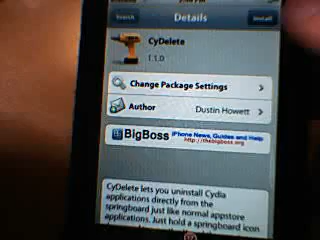 Search
Details
Install
CyDelete
1.1.0
Change Package Settings
Author
Dustin Howett
BigBoss
iPhone News, Guides and Help
http://thebigboss.org
CyDelete lets you uninstall Cydia
applications directly from the
springboard just like normal appstore
applications. Just hold a springboard icon